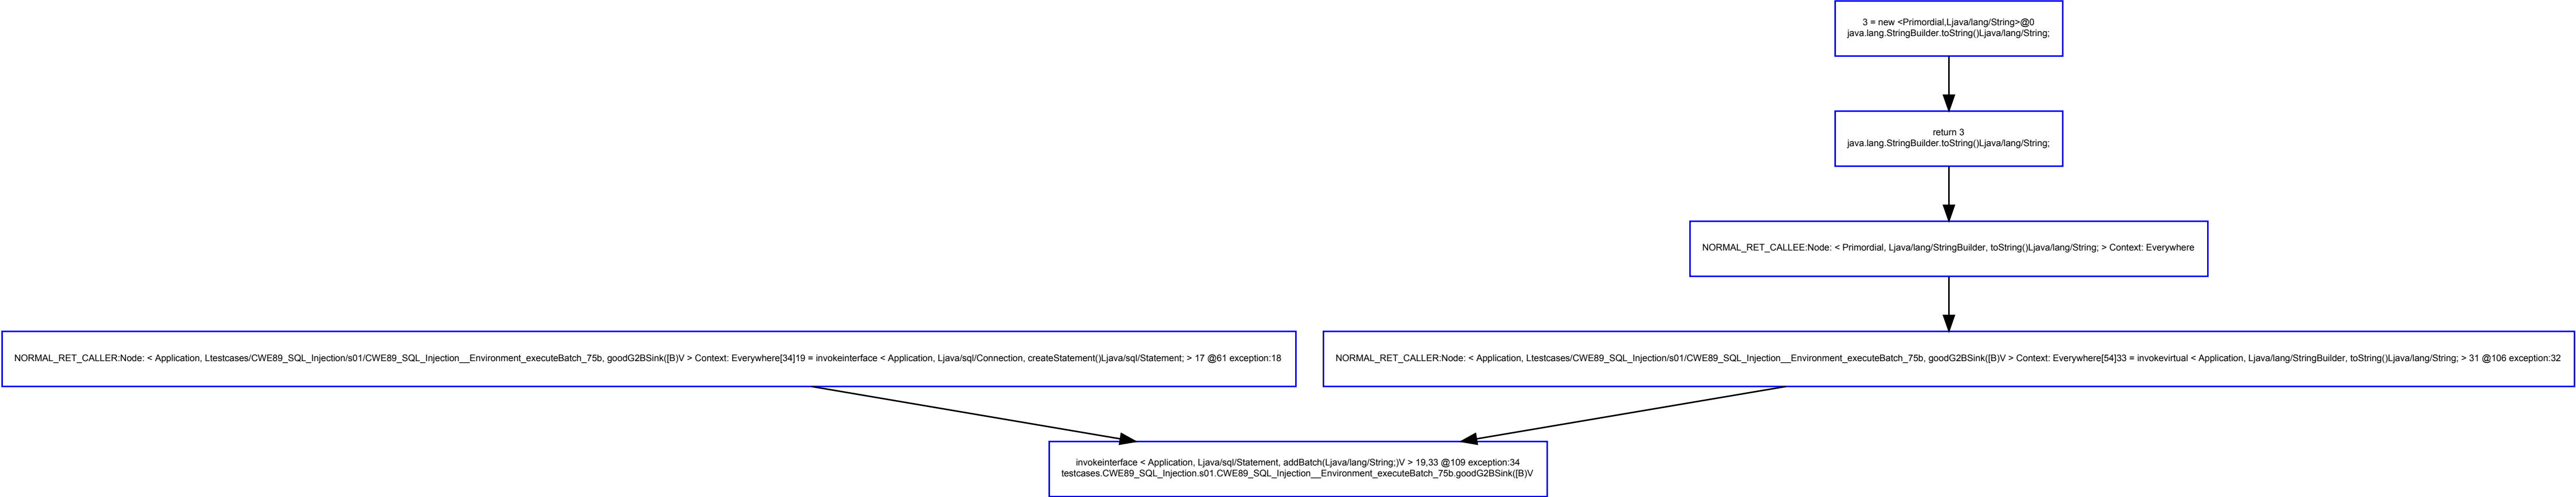 3 = new <Primordial,Ljava/lang/String>@0
java.lang.StringBuilder.toString()Ljava/lang/String;
return 3
java.lang.StringBuilder.toString()Ljava/lang/String;
NORMAL_RET_CALLEE:Node: < Primordial, Ljava/lang/StringBuilder, toString()Ljava/lang/String; > Context: Everywhere
NORMAL_RET_CALLER:Node: < Application, Ltestcases/CWE89_SQL_Injection/s01/CWE89_SQL_Injection__Environment_executeBatch_75b, goodG2BSink([B)V > Context: Everywhere[34]19 = invokeinterface < Application, Ljava/sql/Connection, createStatement()Ljava/sql/Statement; > 17 @61 exception:18
NORMAL_RET_CALLER:Node: < Application, Ltestcases/CWE89_SQL_Injection/s01/CWE89_SQL_Injection__Environment_executeBatch_75b, goodG2BSink([B)V > Context: Everywhere[54]33 = invokevirtual < Application, Ljava/lang/StringBuilder, toString()Ljava/lang/String; > 31 @106 exception:32
invokeinterface < Application, Ljava/sql/Statement, addBatch(Ljava/lang/String;)V > 19,33 @109 exception:34
testcases.CWE89_SQL_Injection.s01.CWE89_SQL_Injection__Environment_executeBatch_75b.goodG2BSink([B)V